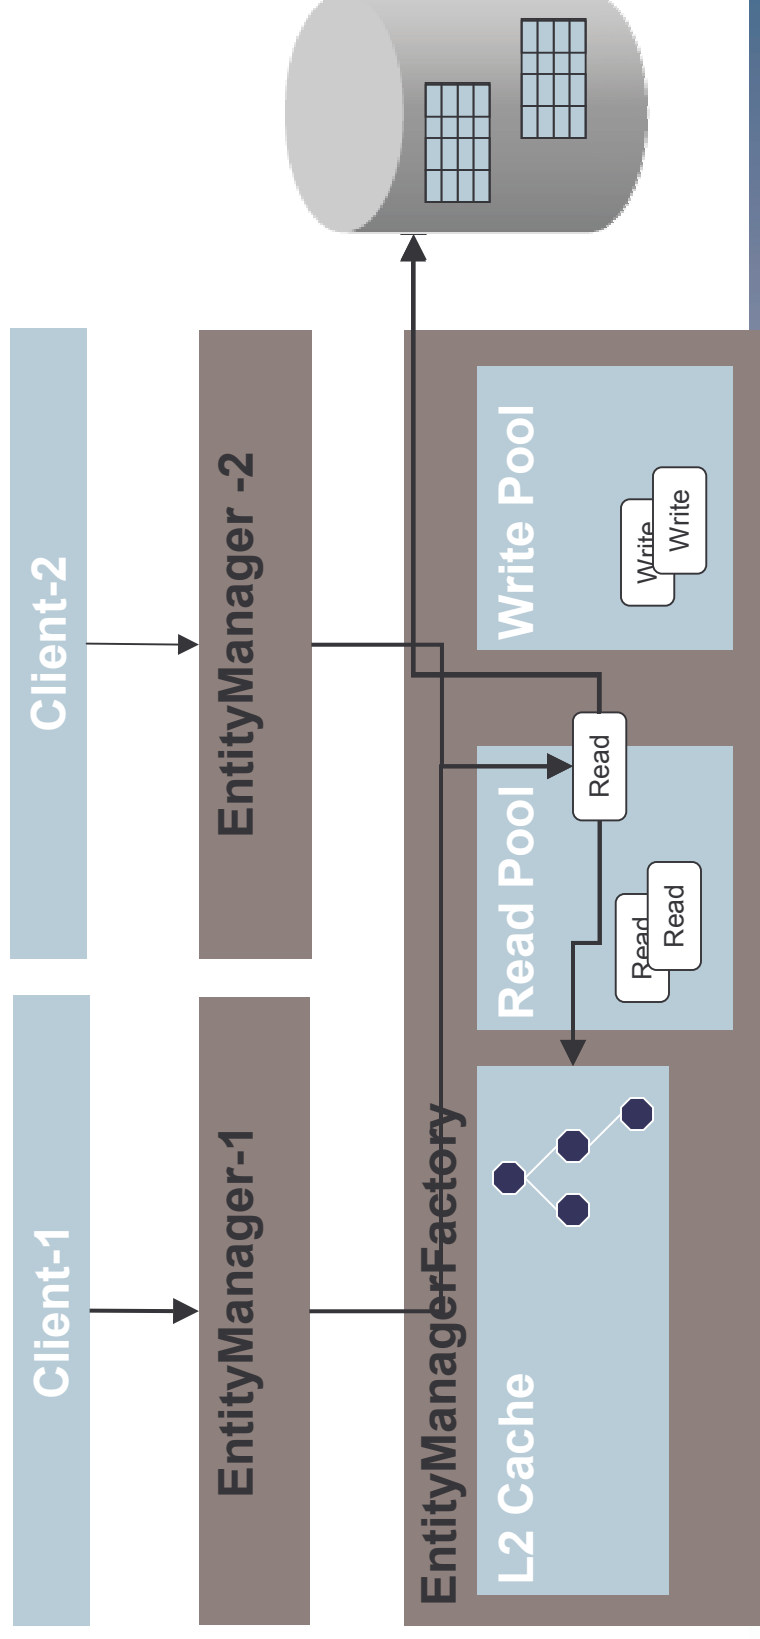 Client-1
Client-2
EntityManager-1
EntityManager -2
EntityManagerFactory
L2 Cache
Read Pool
Write Pool
Read
Read
Read
Write
Write